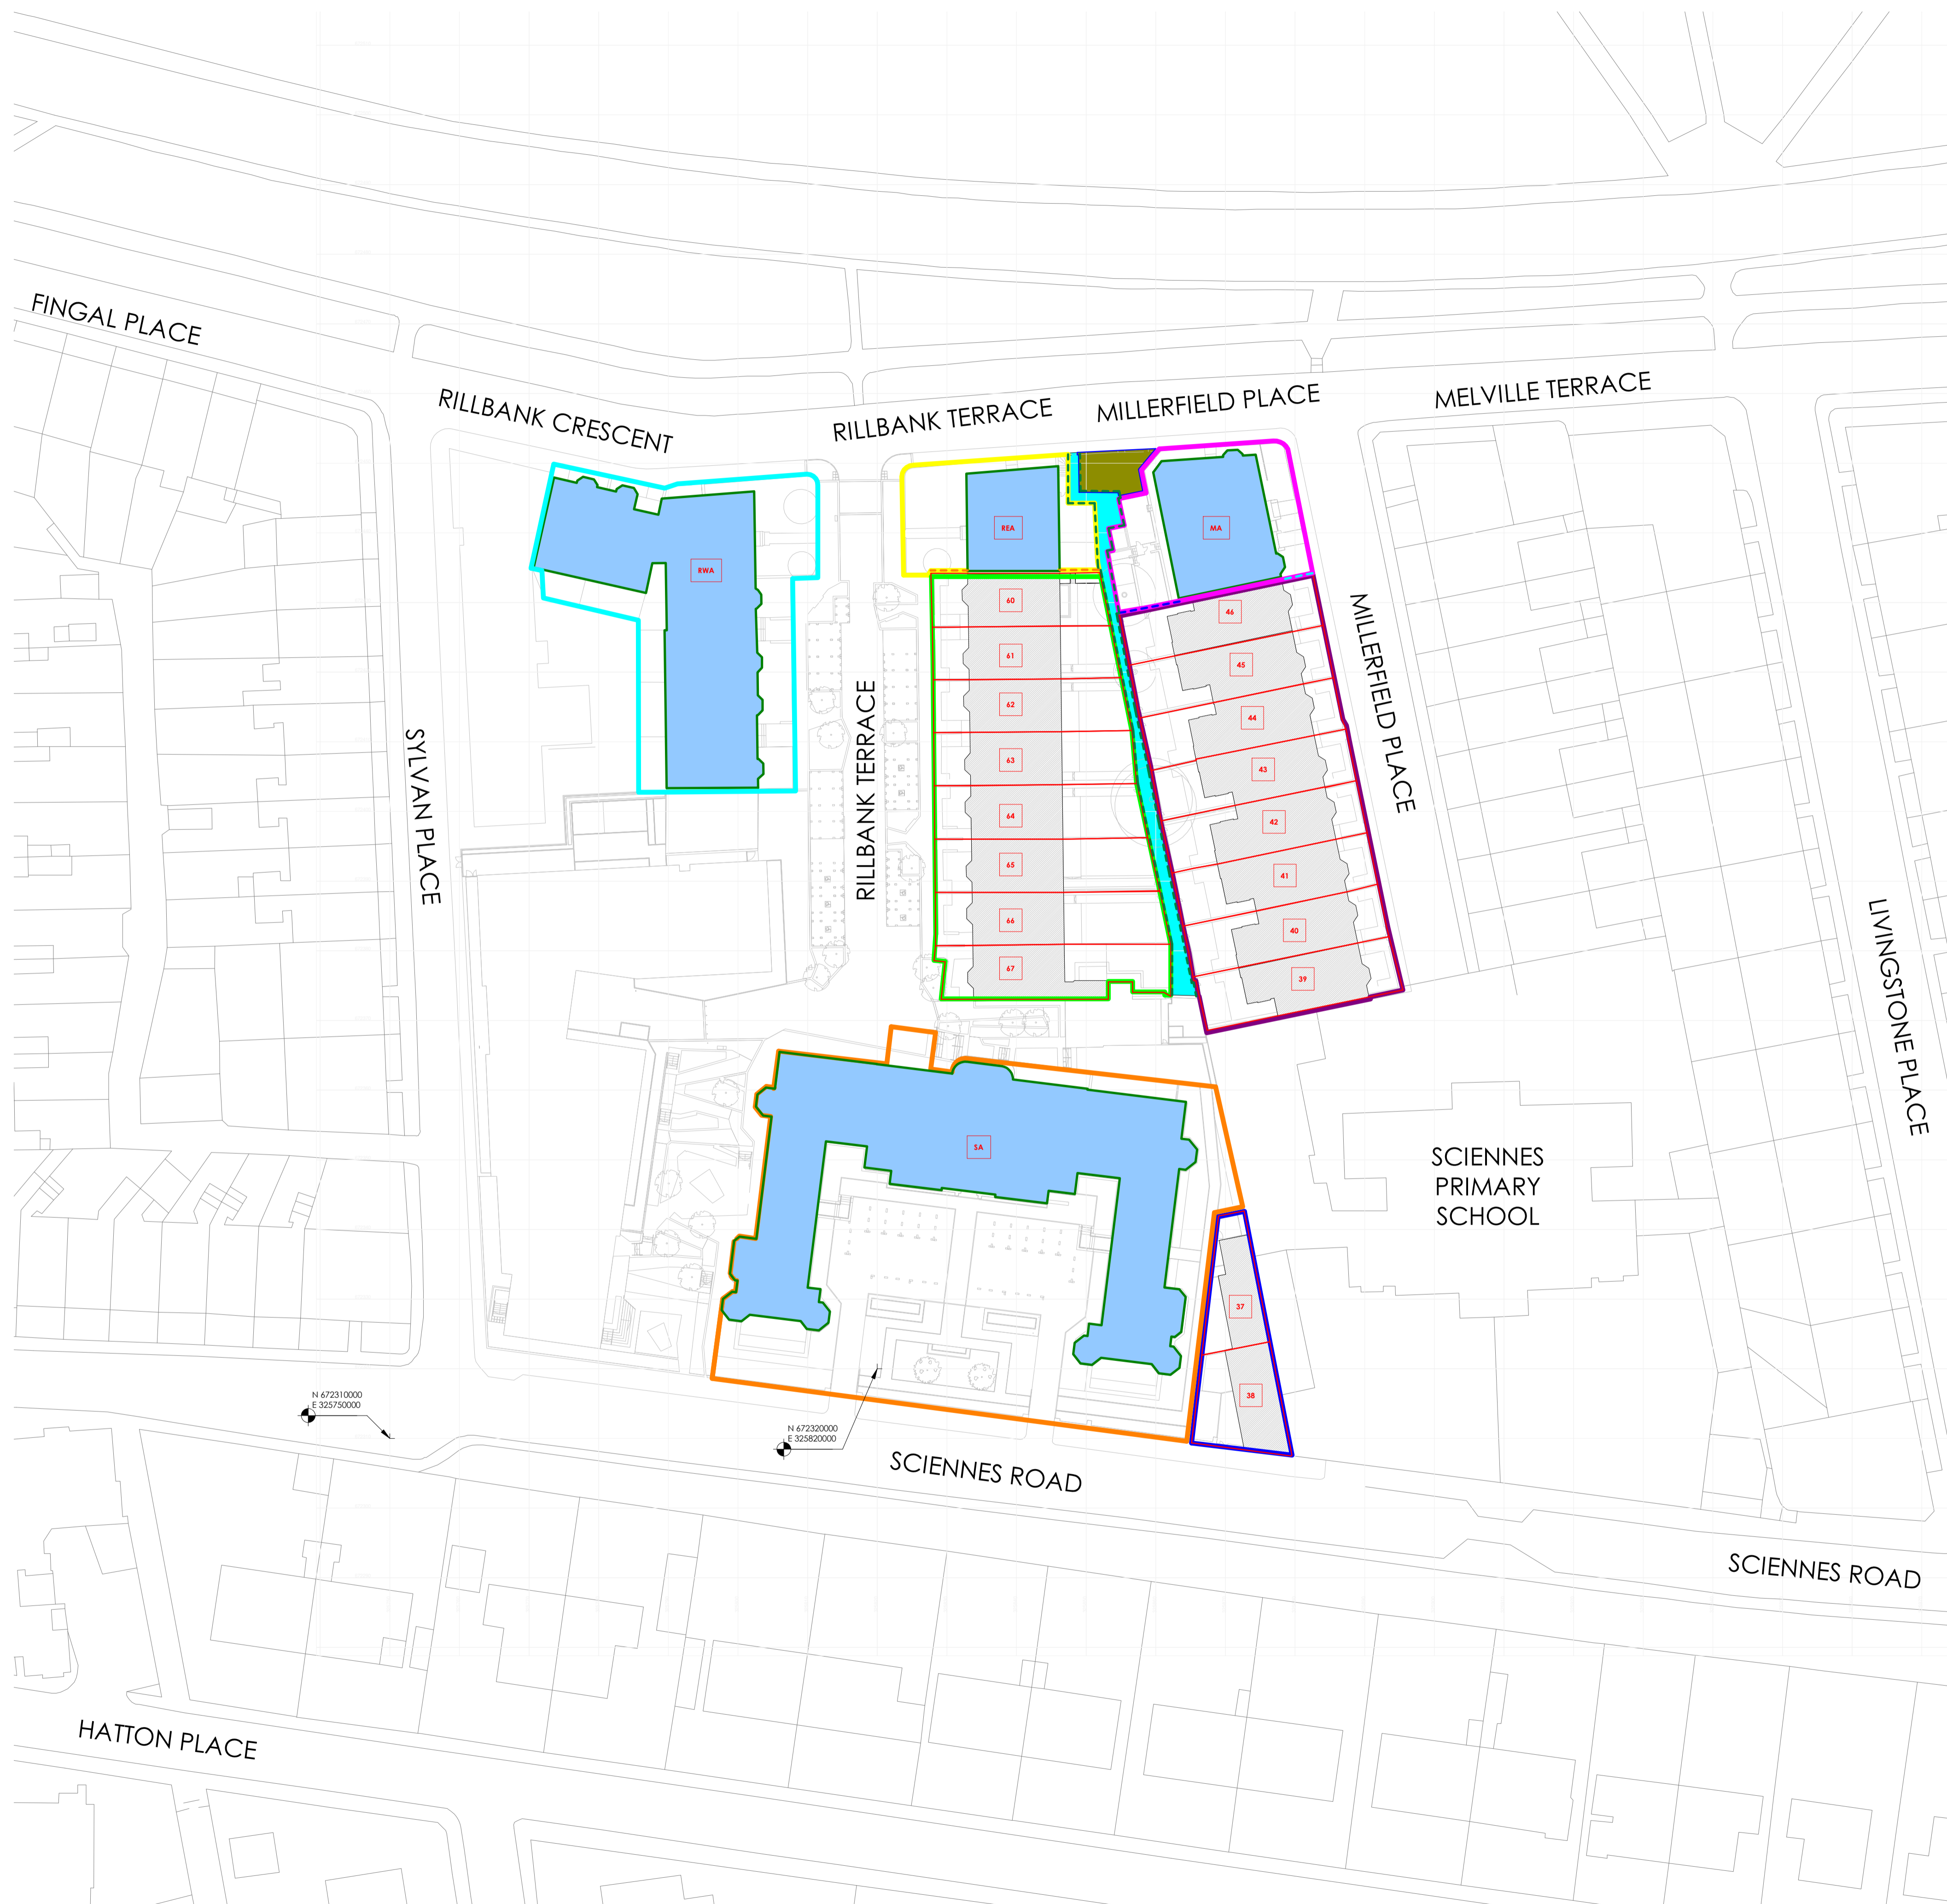 FINGAL PLACE
RILLBANK CRESCENT
RILLBANK TERRACE
MILLERFIELD PLACE
MELVILLE TERRACE
REA
MA
RWA
60
46
61
45
62
44
63
43
64
42
65
41
66
40
67
39
SYLVAN PLACE
RILLBANK TERRACE
MILLERFIELD PLACE
LIVINGSTONE PLACE
SA
SCIENNES
PRIMARY
SCHOOL
37
38
N 672310000
E 325750000
N 672320000
E 325820000
SCIENNES ROAD
SCIENNES ROAD
HATTON PLACE